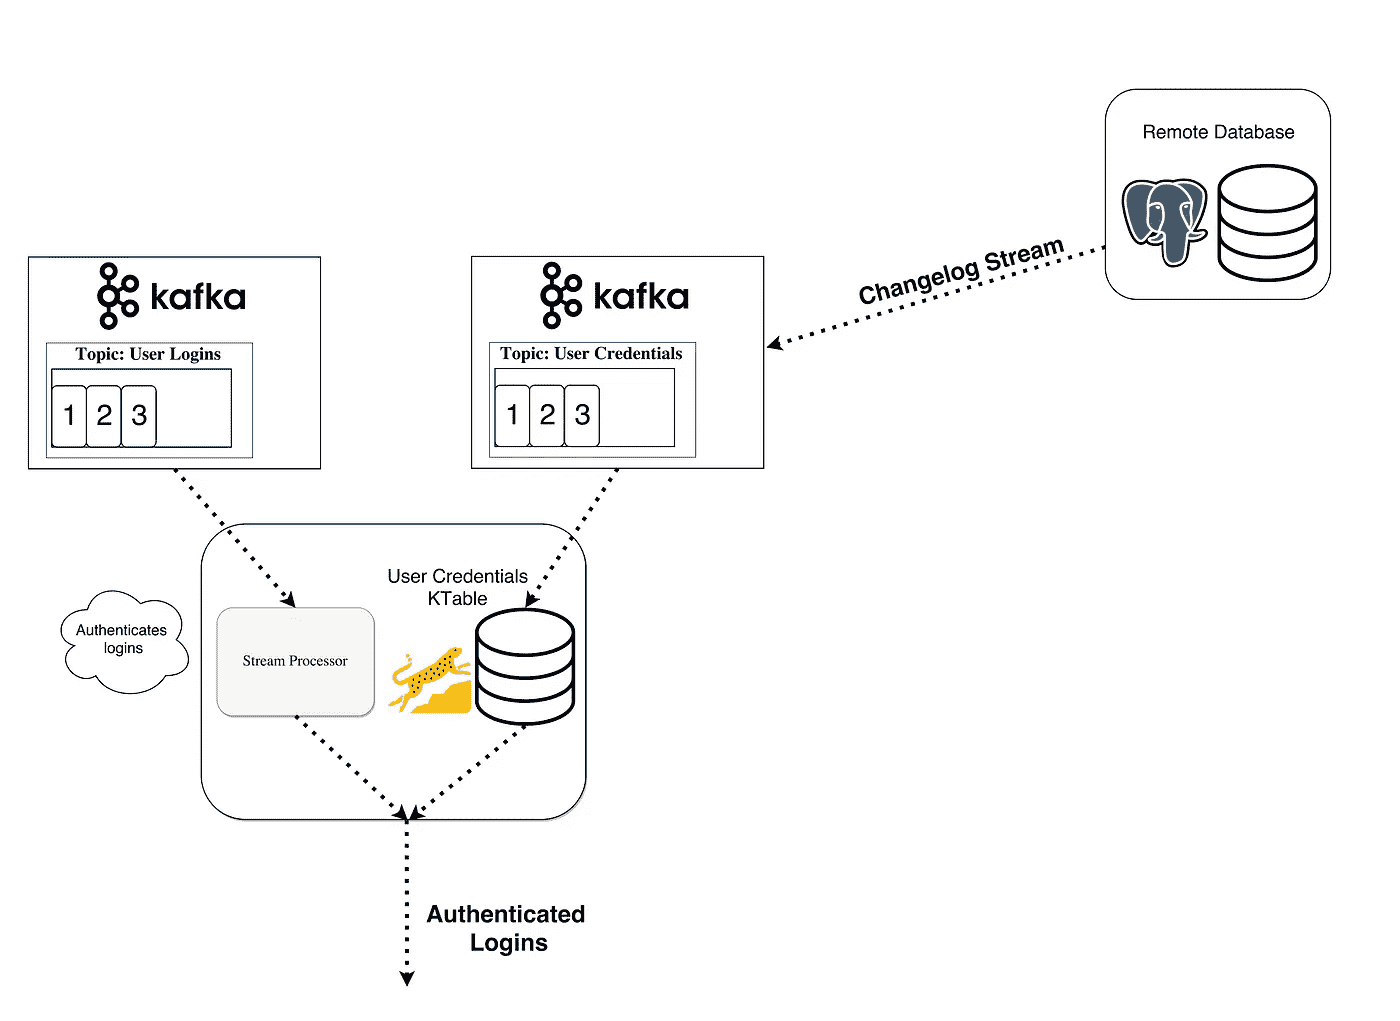 Remote Database
Changelog Stream
kafka
Topic: User Logins
1 2 3
kafka
Topic: User Credentials
1 2 3
User Credentials
KTable
Authenticates
logins
Stream Processor
Authenticated
Logins